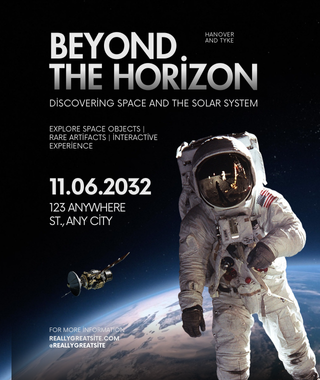 BEYOND
THE HORIZON
HANOVER
AND TYKE
DISCOVERING SPACE AND THE SOLAR SYSTEM
EXPLORE SPACE OBJECTS |
RARE ARTIFACTS | INTERACTIVE
EXPERIENCE
11.06.2032
123 ANYWHERE
ST., ANY CITY
FOR MORE INFORMATION:
REALLYGREATSITE.COM
@REALLYGREATSITE